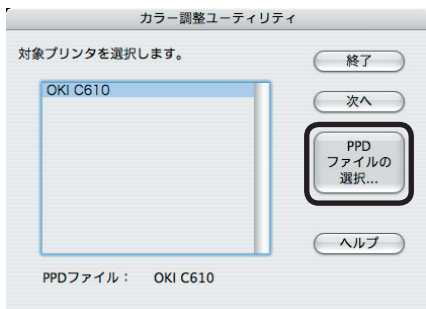 カラー調整ユーティリティ
対象プリンタを選択します。
OKI C610
終了
次へ
PPD
ファイルの
選択...
ヘルプ
PPDファイル： OKI C610